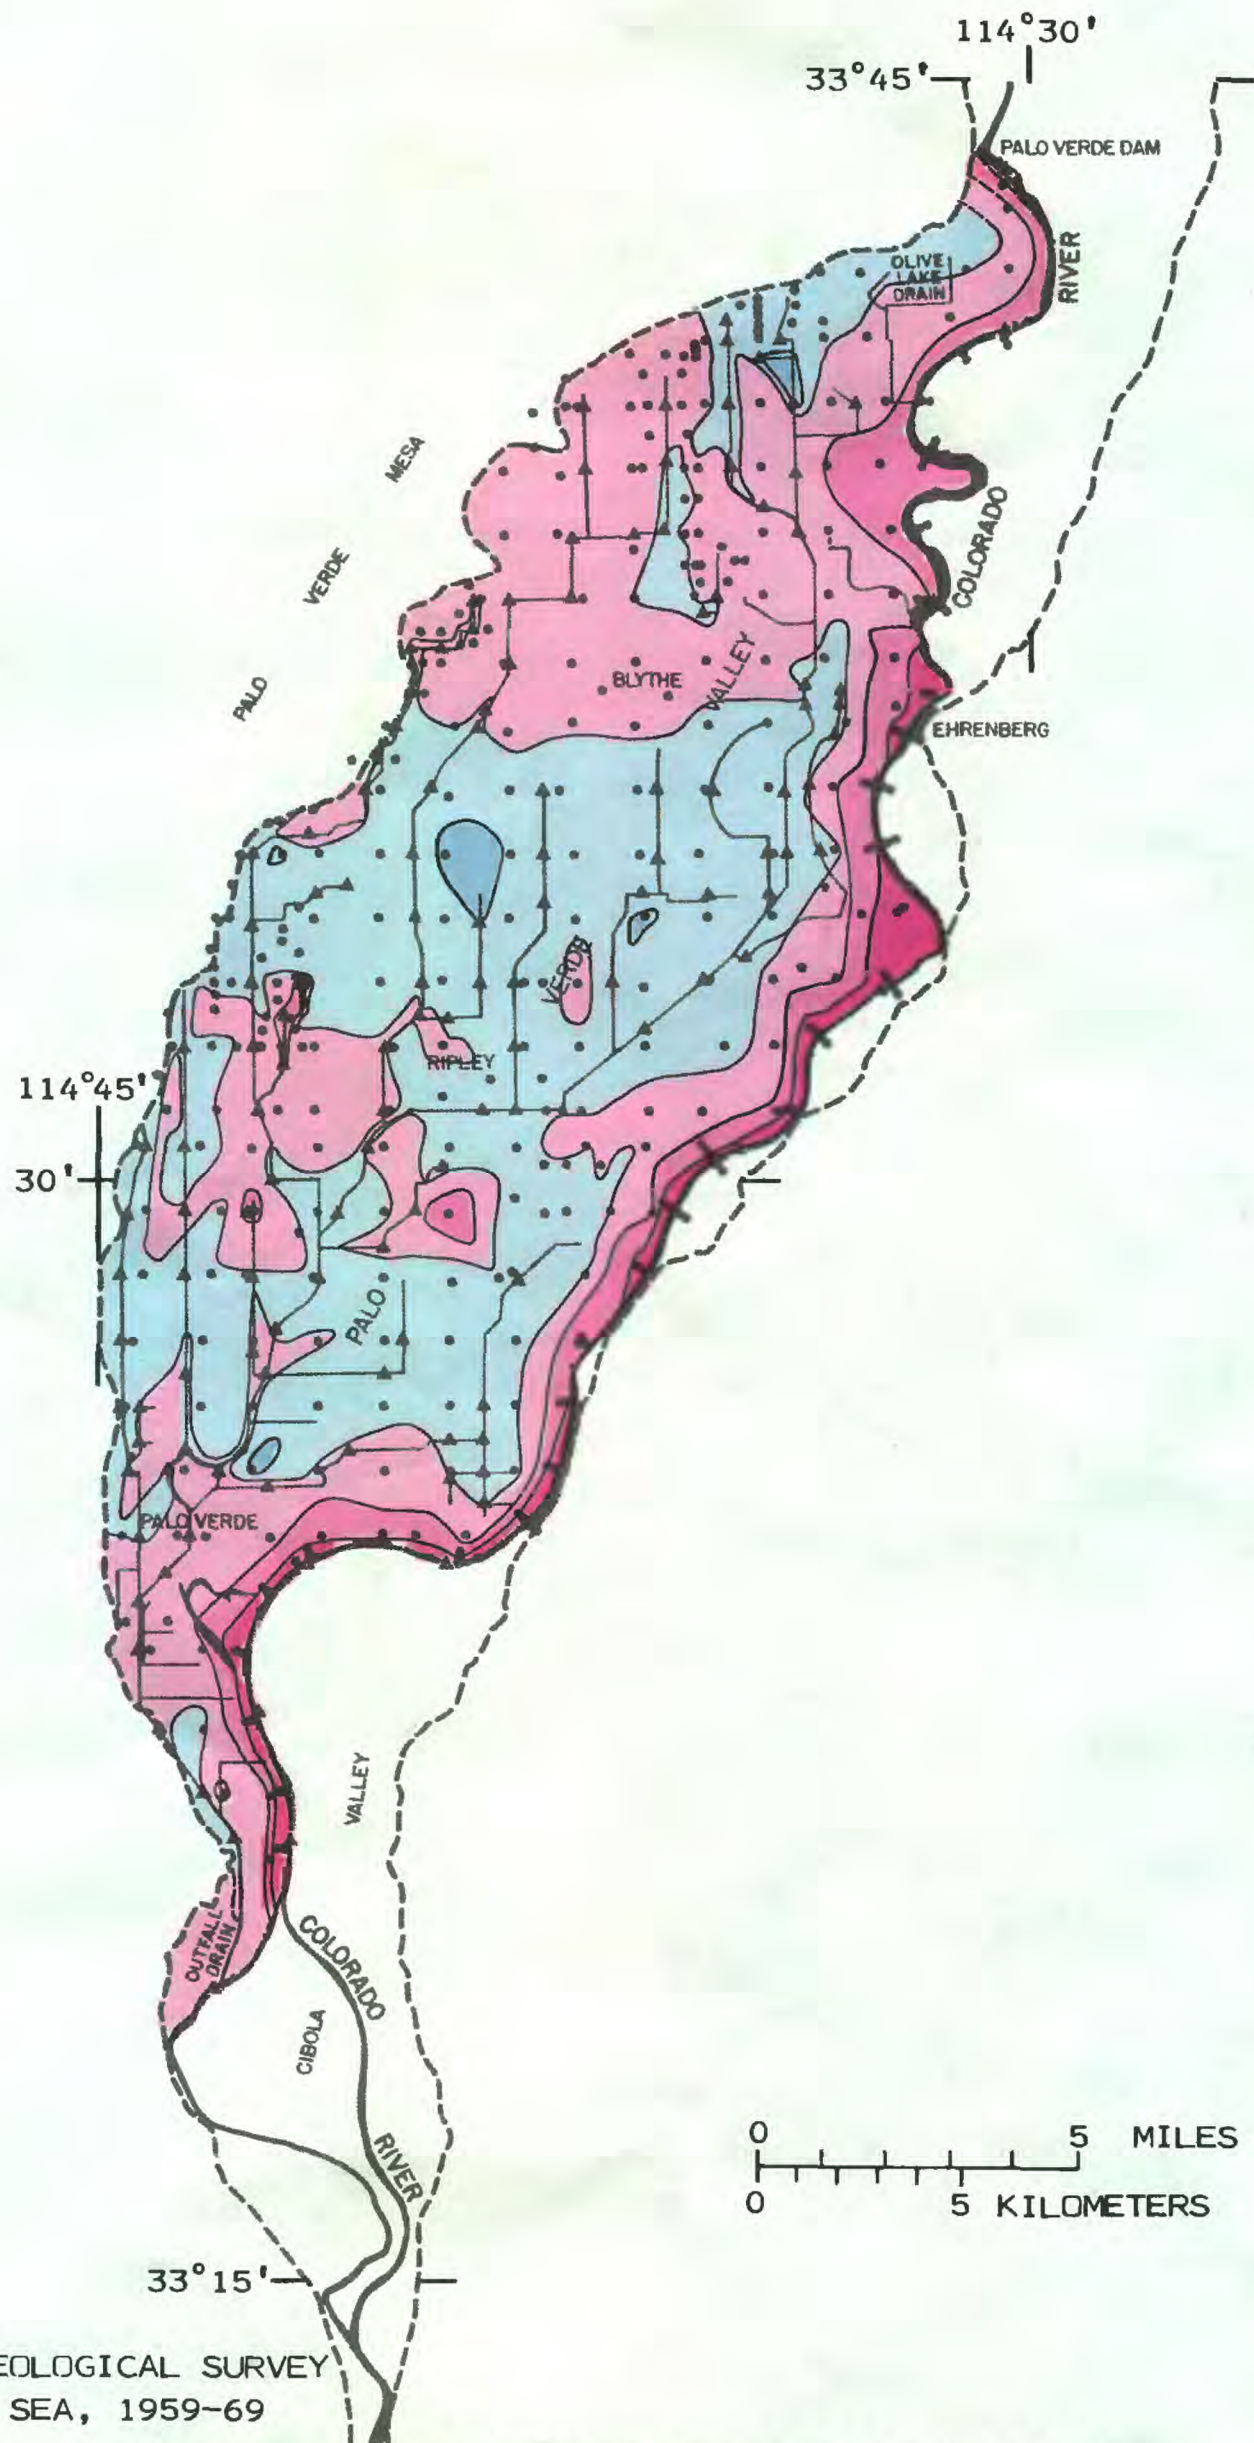 114°30'
33°45'
PALO VERDE DAM
RIVER
OLIVE
LAKE
DRAIN
MESA
COLORADO
VERDE
VALLEY
BLYTHE
PALO
EHRENBERG
VERDE
RIPLEY
114°45'
30'
PALO
PALO VERDE
VALLEY
OUTFALL
DRAIN
COLORADO
CIBOLA
RIVER
0 5 MILES
0 5 KILOMETERS
33°15'
EOLOGICAL SURVEY
SEA, 1959-69